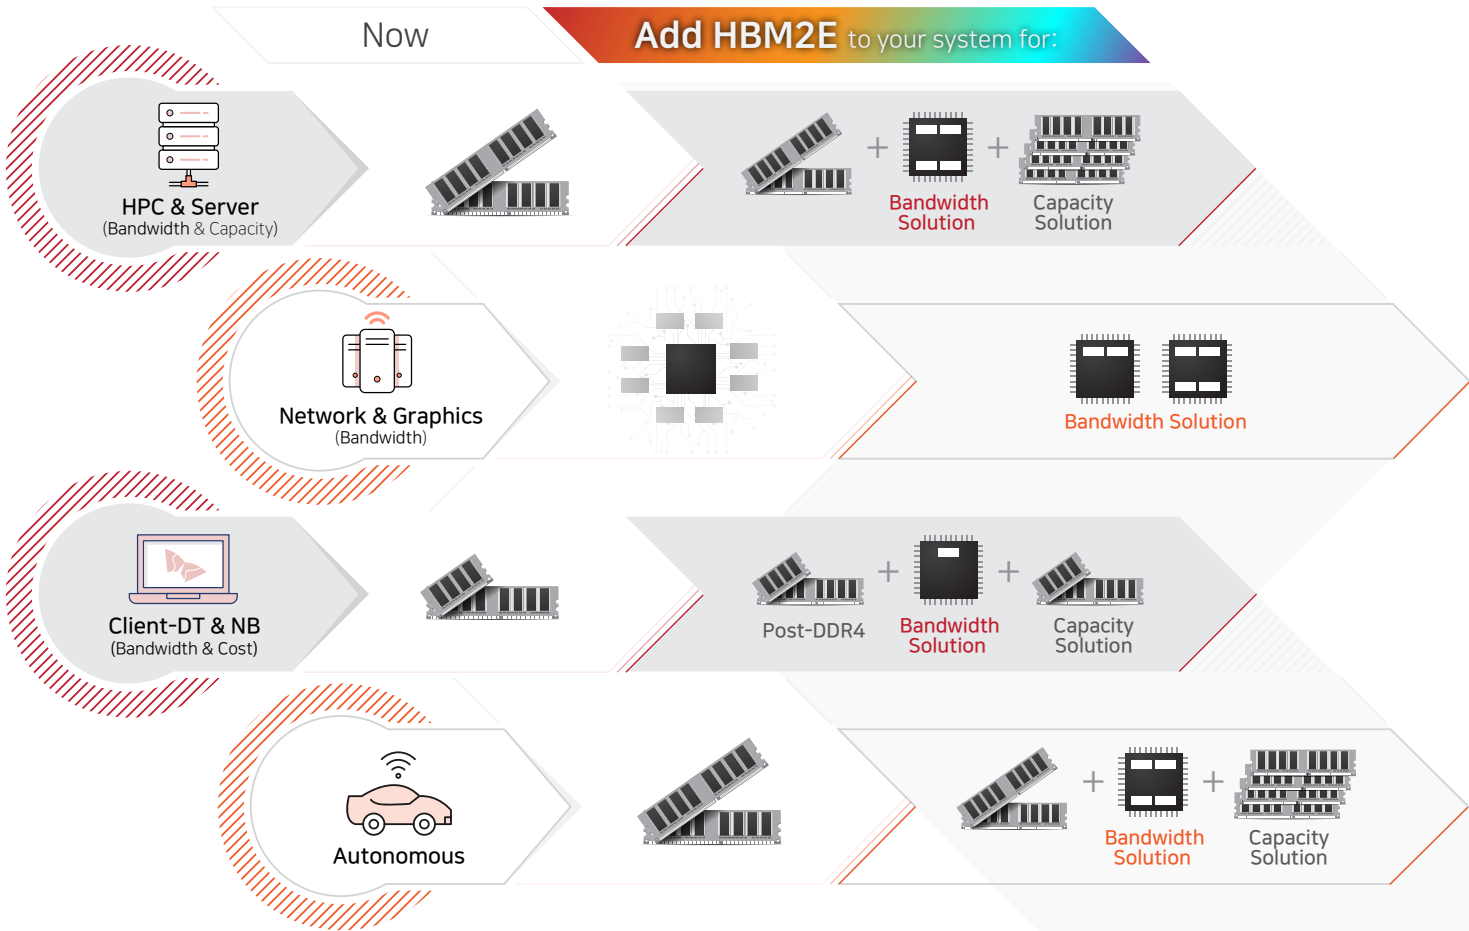 Now
Add HBM2E to your system for:
HPC & Server
(Bandwidth & Capacity)
Bandwidth
Solution
Capacity
Solution
Network & Graphics
(Bandwidth)
Bandwidth Solution
Client-DT & NB
(Bandwidth & Cost)
Post-DDR4
Bandwidth
Solution
Capacity
Solution
Autonomous
Bandwidth
Solution
Capacity
Solution